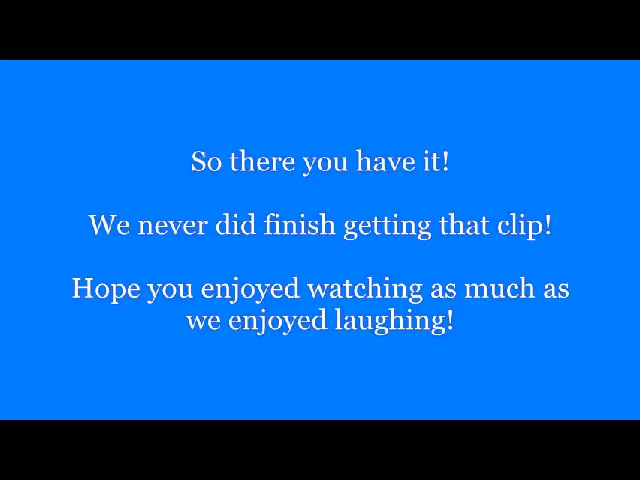 So there you have it!
We never did finish getting that clip!
Hope you enjoyed watching as much as
we enjoyed laughing!